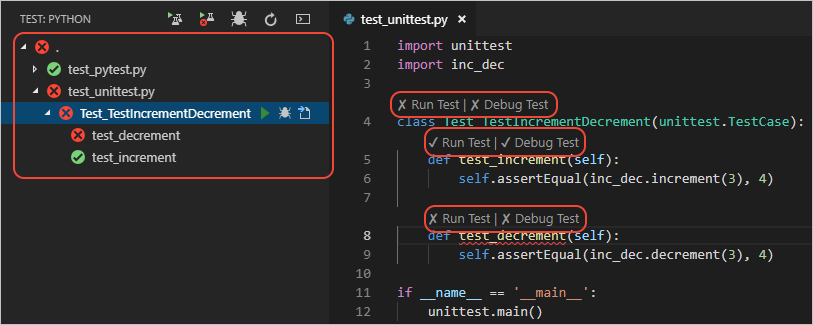 TEST: PYTHON
.
test_pytest.py
test_unittest.py
Test_TestIncrementDecrement
test_decrement
test_increment
test_unittest.py ×
1 import unittest
2 import inc_dec
3
✗ Run Test | ✗ Debug Test
4 class Test_TestIncrementDecrement(unittest.TestCase):
✓ Run Test | ✓ Debug Test
5 def test_increment(self):
6 self.assertEqual(inc_dec.increment(3), 4)
7
✗ Run Test | ✗ Debug Test
8 def test_decrement(self):
9 self.assertEqual(inc_dec.decrement(3), 4)
10
11 if __name__ == '__main__':
12 unittest.main()